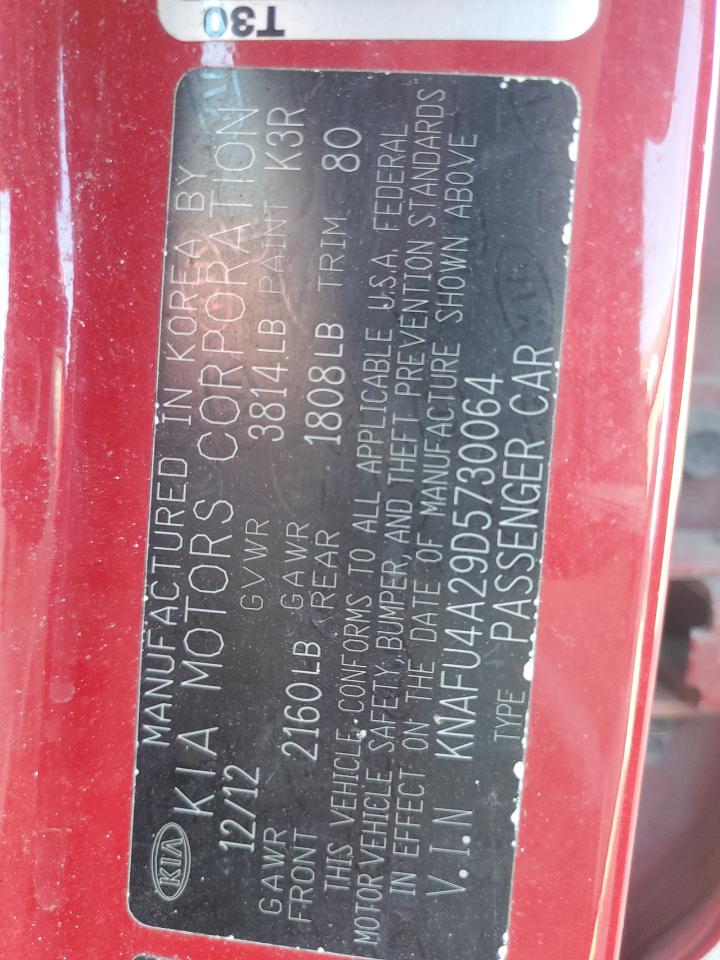 T30
MANUFACTURED IN KOREA BY
KIA KIA MOTORS CORPORATION
12/12 GVWR 3814LB PAINT K3R
GAWR FRONT 2160LB GAWR REAR 1808LB TRIM 80
THIS VEHICLE CONFORMS TO ALL APPLICABLE U.S.A. FEDERAL
MOTOR VEHICLE SAFETY, BUMPER, AND THEFT PREVENTION STANDARDS
IN EFFECT ON THE DATE OF MANUFACTURE SHOWN ABOVE
V.I.N KNAFU4A29D5730064
TYPE PASSENGER CAR